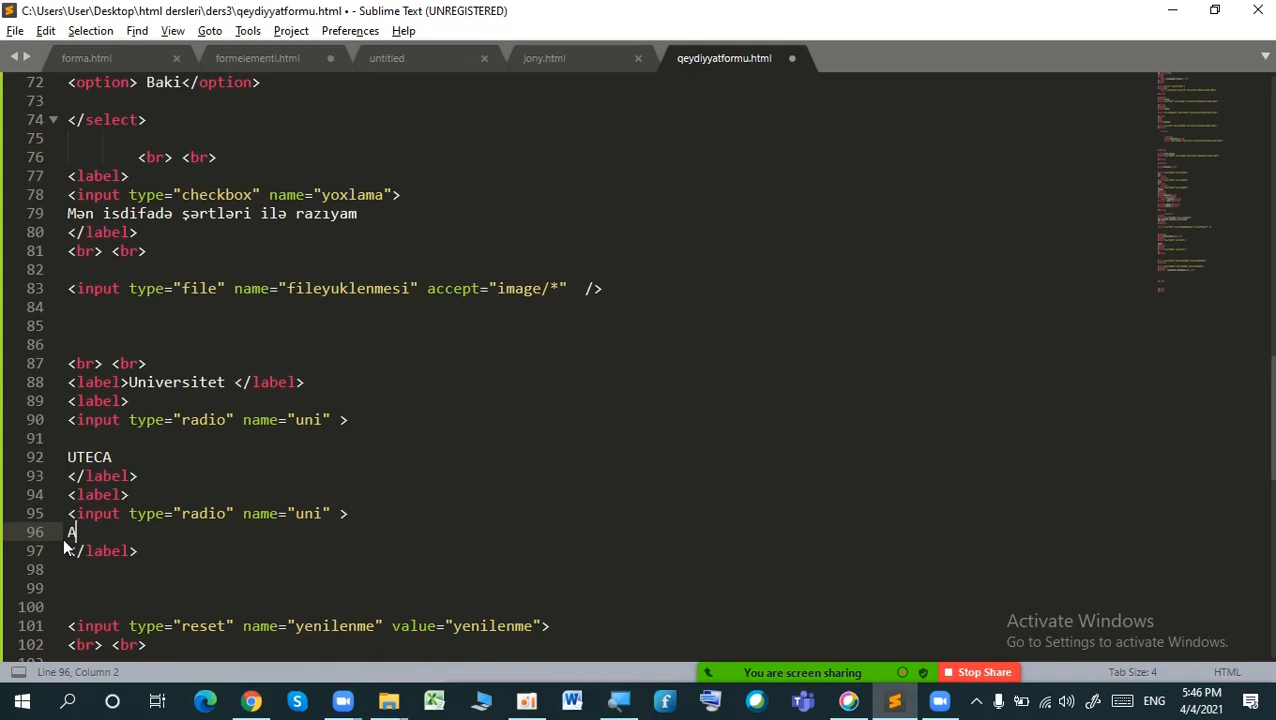 C:\Users\User\Desktop\html dersleri\ders3\qeydiyyatformu.html • - Sublime Text (UNREGISTERED)
File Edit Selection Find View Goto Tools Project Preferences Help
forma.html formelementi.html untitled jony.html qeydiyyatformu.html
72 <option> Baki</option>
73
74 </select>
75
76 <br> <br>
77 <label>
78 <input type="checkbox" name="yoxlama">
79 Mən isdifadə şərtləri ilə razıyam
80 </label>
81 <br> <br>
82
83 <input type="file" name="fileyuklenmesi" accept="image/*" />
84
85
86
87 <br> <br>
88 <label>Universitet </label>
89 <label>
90 <input type="radio" name="uni" >
91
92 UTECA
93 </label>
94 <label>
95 <input type="radio" name="uni" >
96 A
97 </label>
98
99
100
101 <input type="reset" name="yenilenme" value="yenilenme">
102 <br> <br>
Activate Windows
Go to Settings to activate Windows.
Line 96, Column 2
You are screen sharing
Stop Share
Tab Size: 4
HTML
ENG
5:46 PM
4/4/2021